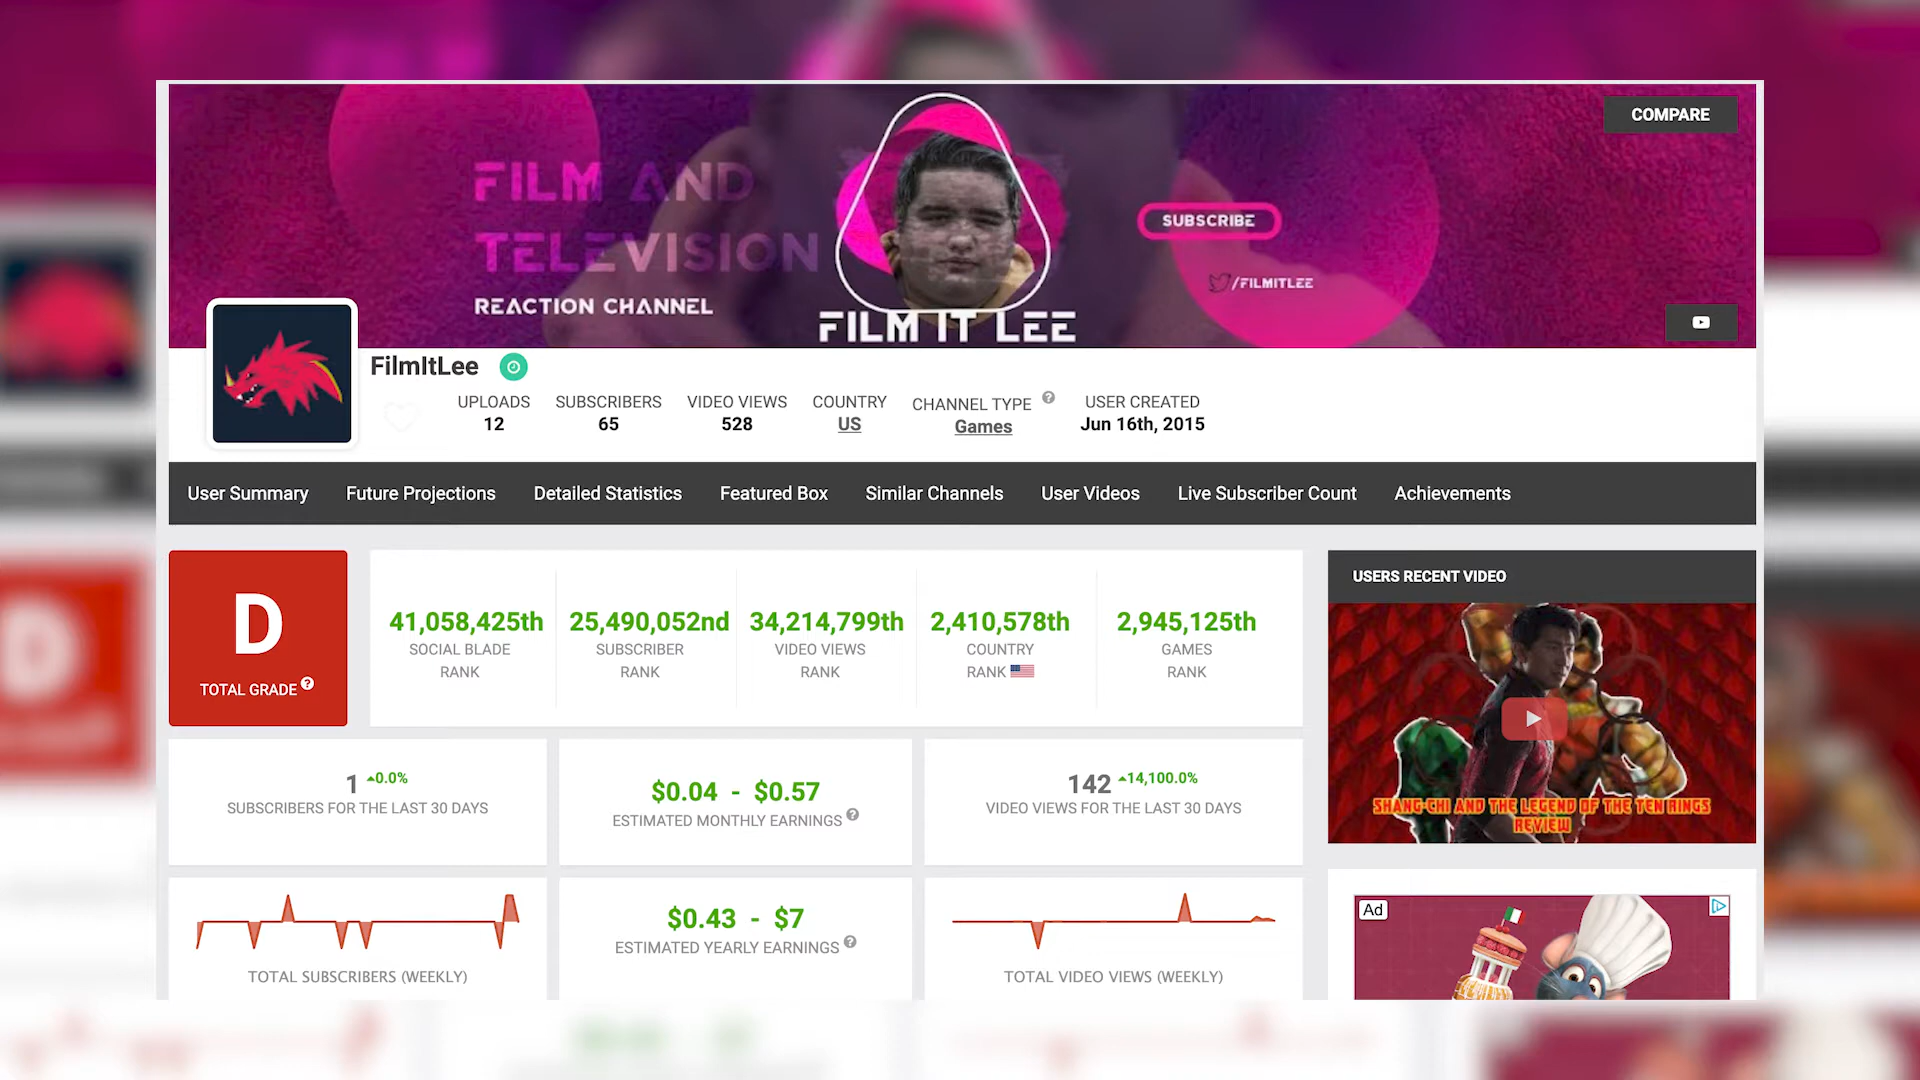 COMPARE
FILM AND
TELEVISION
REACTION CHANNEL
FILM IT LEE
SUBSCRIBE
/FILMITLEE
FilmItLee
UPLOADS
12
SUBSCRIBERS
65
VIDEO VIEWS
528
COUNTRY
US
CHANNEL TYPE ?
Games
USER CREATED
Jun 16th, 2015
User Summary
Future Projections
Detailed Statistics
Featured Box
Similar Channels
User Videos
Live Subscriber Count
Achievements
D
TOTAL GRADE ?
41,058,425th
SOCIAL BLADE
RANK
25,490,052nd
SUBSCRIBER
RANK
34,214,799th
VIDEO VIEWS
RANK
2,410,578th
COUNTRY
RANK
2,945,125th
GAMES
RANK
USERS RECENT VIDEO
SHANG-CHI AND THE LEGEND OF THE TEN RINGS
REVIEW
1 0.0%
SUBSCRIBERS FOR THE LAST 30 DAYS
$0.04 - $0.57
ESTIMATED MONTHLY EARNINGS ?
142 14,100.0%
VIDEO VIEWS FOR THE LAST 30 DAYS
TOTAL SUBSCRIBERS (WEEKLY)
$0.43 - $7
ESTIMATED YEARLY EARNINGS ?
TOTAL VIDEO VIEWS (WEEKLY)
Ad